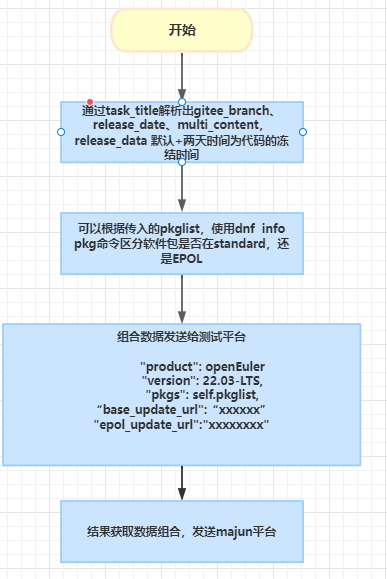 开始
通过task_title解析出gitee_branch、
release_date、multi_content,
release_data 默认+两天时间为代码的冻
结时间
可以根据传入的pkglist，使用dnf info
pkg命令区分软件包是否在standard，还
是EPOL
组合数据发送给测试平台
"product": openEuler
"version": 22.03-LTS,
"pkgs": self.pkglist,
“base_update_url": “xxxxxx”
"epol_update_url":"xxxxxxxx"
结果获取数据组合，发送majun平台